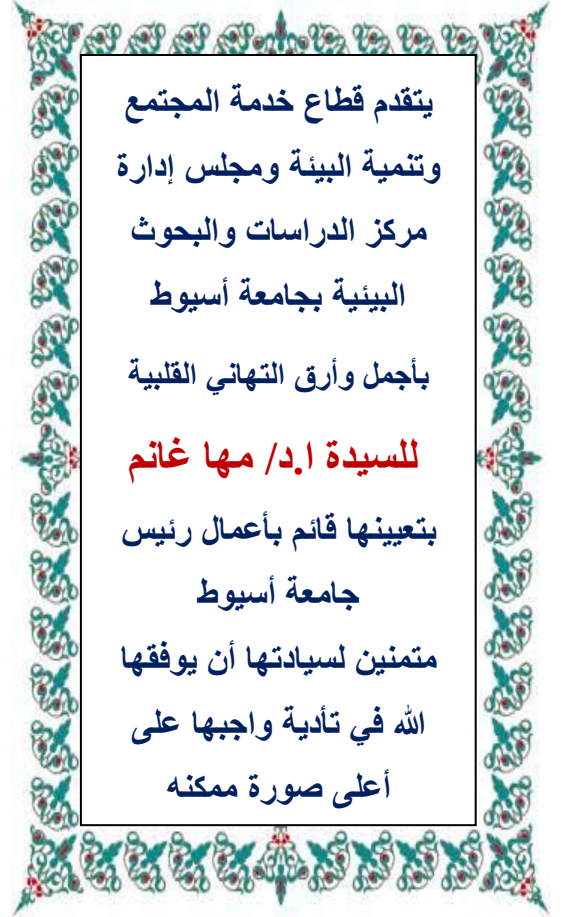 يتقدم قطاع خدمة المجتمع
وتنمية البيئة ومجلس إدارة
مركز الدراسات والبحوث
البيئية بجامعة أسيوط
بأجمل وأرق التهاني القلبية
للسيدة ا.د/ مها غانم
بتعيينها قائم بأعمال رئيس
جامعة أسيوط
متمنين لسيادتها أن يوفقها
الله في تأدية واجبها على
أعلى صورة ممكنه